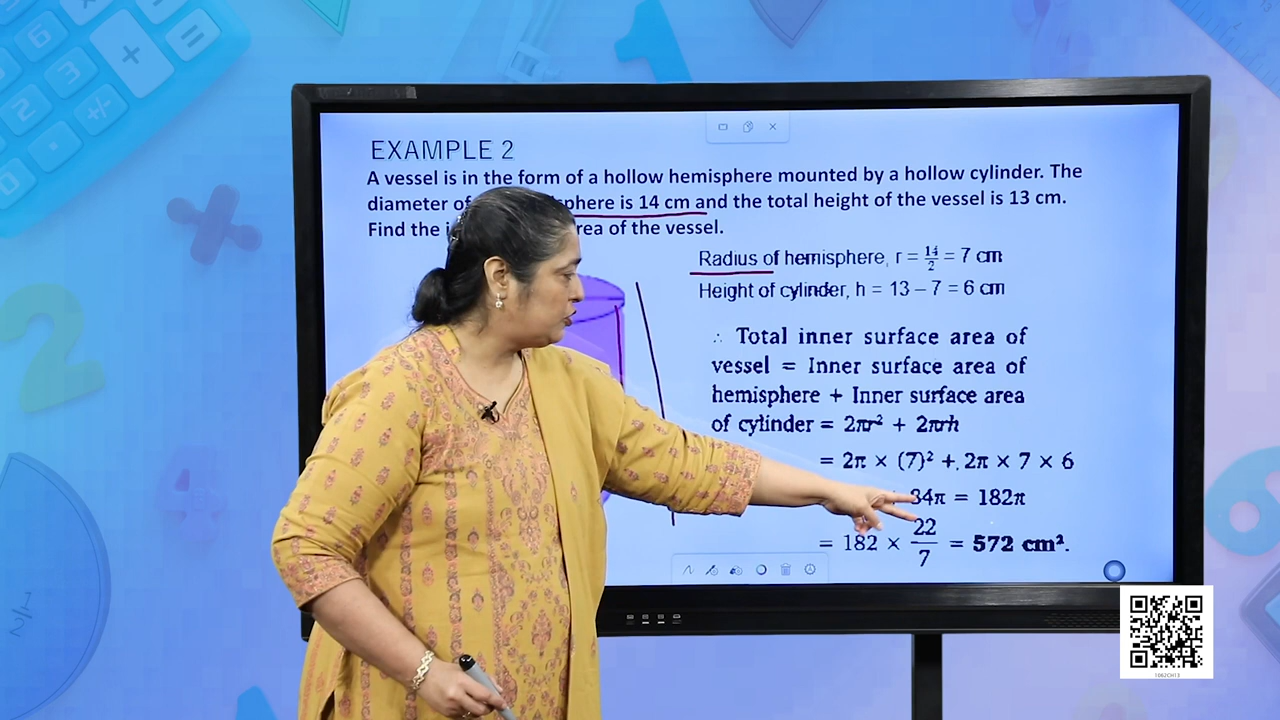 EXAMPLE 2
A vessel is in the form of a hollow hemisphere mounted by a hollow cylinder. The
diameter of sphere is 14 cm and the total height of the vessel is 13 cm.
Find the i rea of the vessel.
Radius of hemisphere, r = 14/2 = 7 cm
Height of cylinder, h = 13 – 7 = 6 cm
∴ Total inner surface area of
vessel = Inner surface area of
hemisphere + Inner surface area
of cylinder = 2πr² + 2πrh
= 2π × (7)² + 2π × 7 × 6
84π = 182π
= 182 × 22/7 = 572 cm².
1062CH13